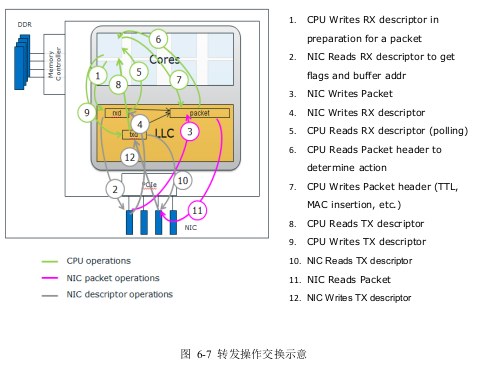 DDR
Memory
Controller
Cores
rxd
packet
txd
LLC
PCIe
NIC
1
2
3
4
5
6
7
8
9
10
11
12
CPU operations
NIC packet operations
NIC descriptor operations
1. CPU Writes RX descriptor in
preparation for a packet
2. NIC Reads RX descriptor to get
flags and buffer addr
3. NIC Writes Packet
4. NIC Writes RX descriptor
5. CPU Reads RX descriptor (polling)
6. CPU Reads Packet header to
determine action
7. CPU Writes Packet header (TTL,
MAC insertion, etc.)
8. CPU Reads TX descriptor
9. CPU Writes TX descriptor
10. NIC Reads TX descriptor
11. NIC Reads Packet
12. NIC Writes TX descriptor
图 6-7 转发操作交换示意